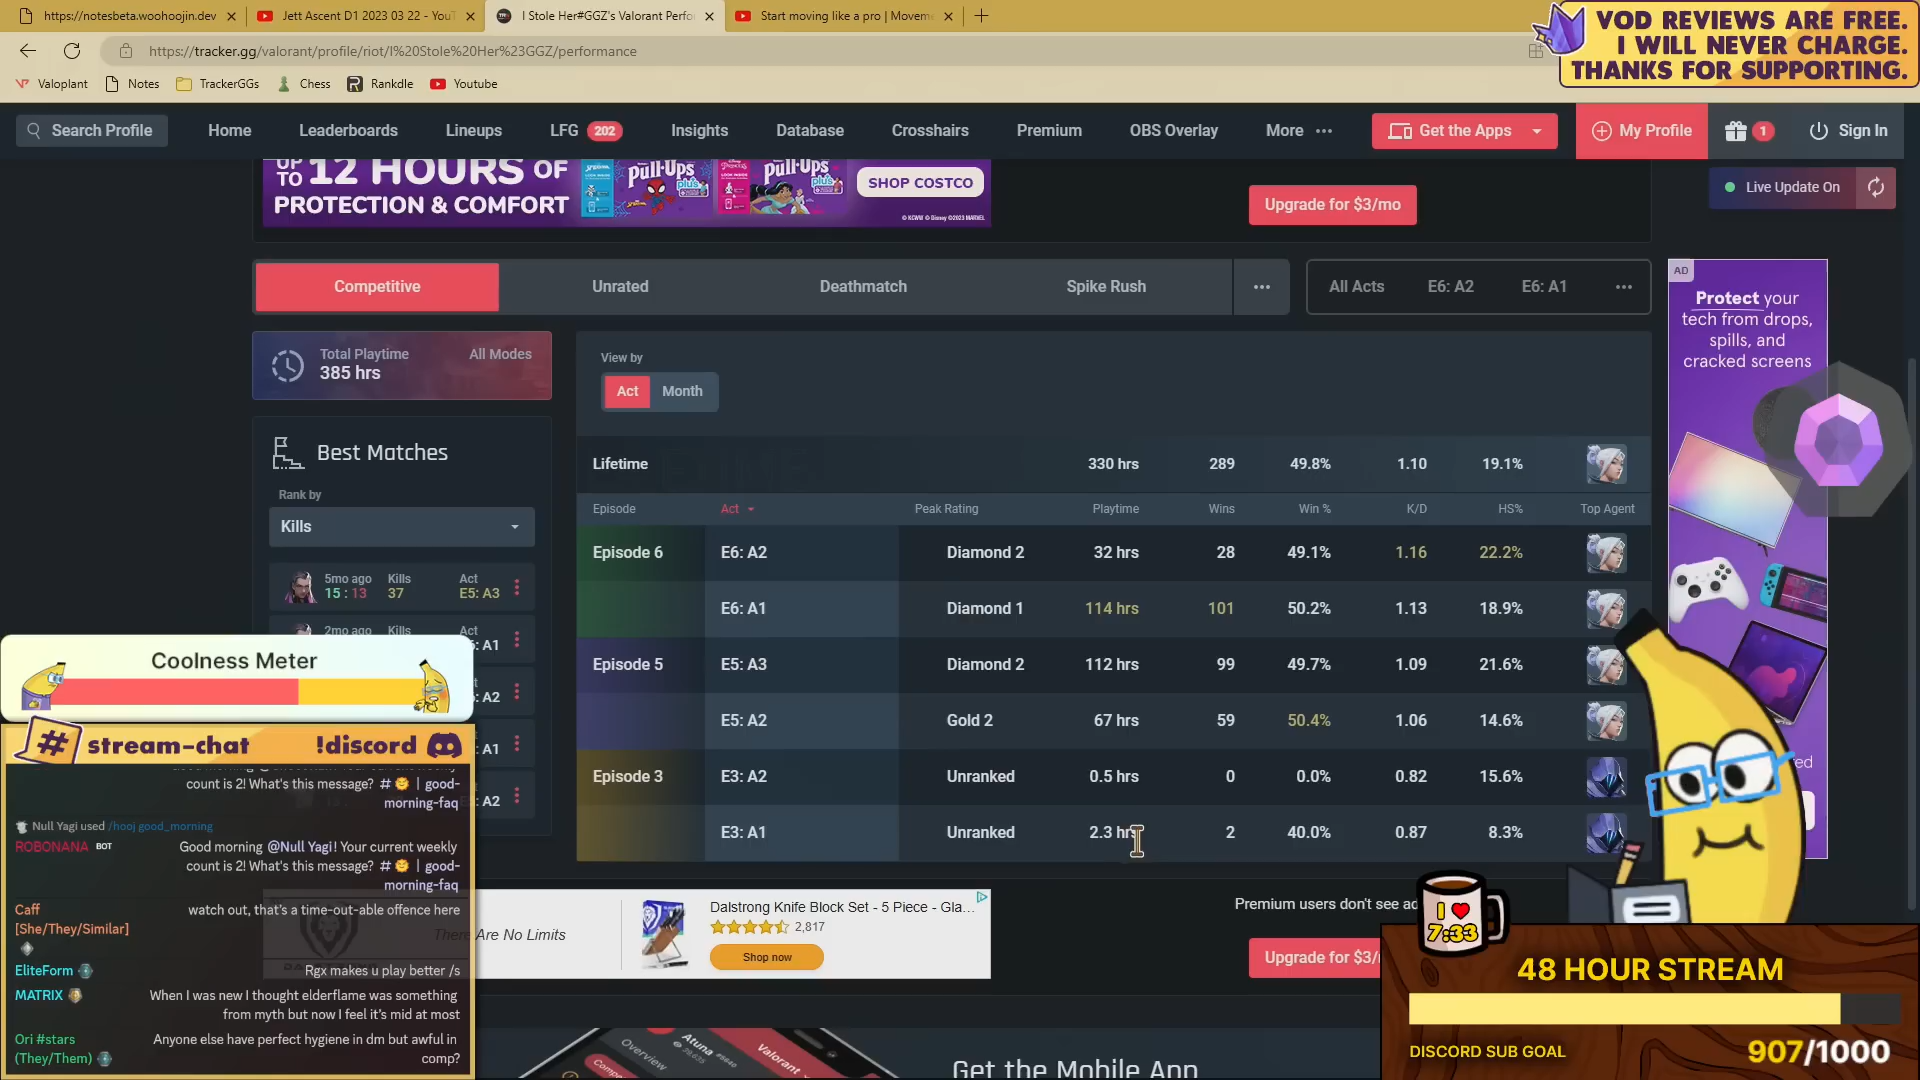 https://notesbeta.woohoojin.dev
Jett Ascent D1 2023 03 22 - YouT
I Stole Her#GGZ's Valorant Perfo
Start moving like a pro | Movem
https://tracker.gg/valorant/profile/riot/I%20Stole%20Her%23GGZ/performance
Valoplant
Notes
TrackerGGs
Chess
Rankdle
Youtube
VOD REVIEWS ARE FREE.
I WILL NEVER CHARGE.
THANKS FOR SUPPORTING.
Search Profile
Home
Leaderboards
Lineups
LFG 202
Insights
Database
Crosshairs
Premium
OBS Overlay
More
Get the Apps
My Profile
1
Sign In
UP
TO 12 HOURS OF
PROTECTION & COMFORT
Pull-Ups
plus
Pull-Ups
plus
SHOP COSTCO
© KCWW © Disney ©2023 MARVEL
Upgrade for $3/mo
Live Update On
Competitive
Unrated
Deathmatch
Spike Rush
All Acts
E6: A2
E6: A1
AD
Protect your
tech from drops,
spills, and
cracked screens
Total Playtime
All Modes
385 hrs
View by
Act
Month
Best Matches
Rank by
Kills
5mo ago Kills Act
15 : 13 37 E5: A3
2mo ago Kills Act
A1
A2
A1
A2
Lifetime 330 hrs 289 49.8% 1.10 19.1%
Episode Act Peak Rating Playtime Wins Win % K/D HS% Top Agent
Episode 6 E6: A2 Diamond 2 32 hrs 28 49.1% 1.16 22.2%
E6: A1 Diamond 1 114 hrs 101 50.2% 1.13 18.9%
Episode 5 E5: A3 Diamond 2 112 hrs 99 49.7% 1.09 21.6%
E5: A2 Gold 2 67 hrs 59 50.4% 1.06 14.6%
Episode 3 E3: A2 Unranked 0.5 hrs 0 0.0% 0.82 15.6%
E3: A1 Unranked 2.3 hrs 2 40.0% 0.87 8.3%
Coolness Meter
# stream-chat !discord
count is 2! What's this message? # | good-
morning-faq
Null Yagi used /hooj good_morning
ROBONANA BOT Good morning @Null Yagi! Your current weekly
count is 2! What's this message? # | good-
morning-faq
Caff watch out, that's a time-out-able offence here
[She/They/Similar]
EliteForm Rgx makes u play better /s
MATRIX When I was new I thought elderflame was something
from myth but now I feel it's mid at most
Ori #stars Anyone else have perfect hygiene in dm but awful in
(They/Them) comp?
There Are No Limits
Dalstrong Knife Block Set - 5 Piece - Gla...
2,817
Shop now
Premium users don't see ad
Upgrade for $3/
Get the Mobile App
Atuna
Overview
Valorant
I
7:33
48 HOUR STREAM
DISCORD SUB GOAL
907/1000